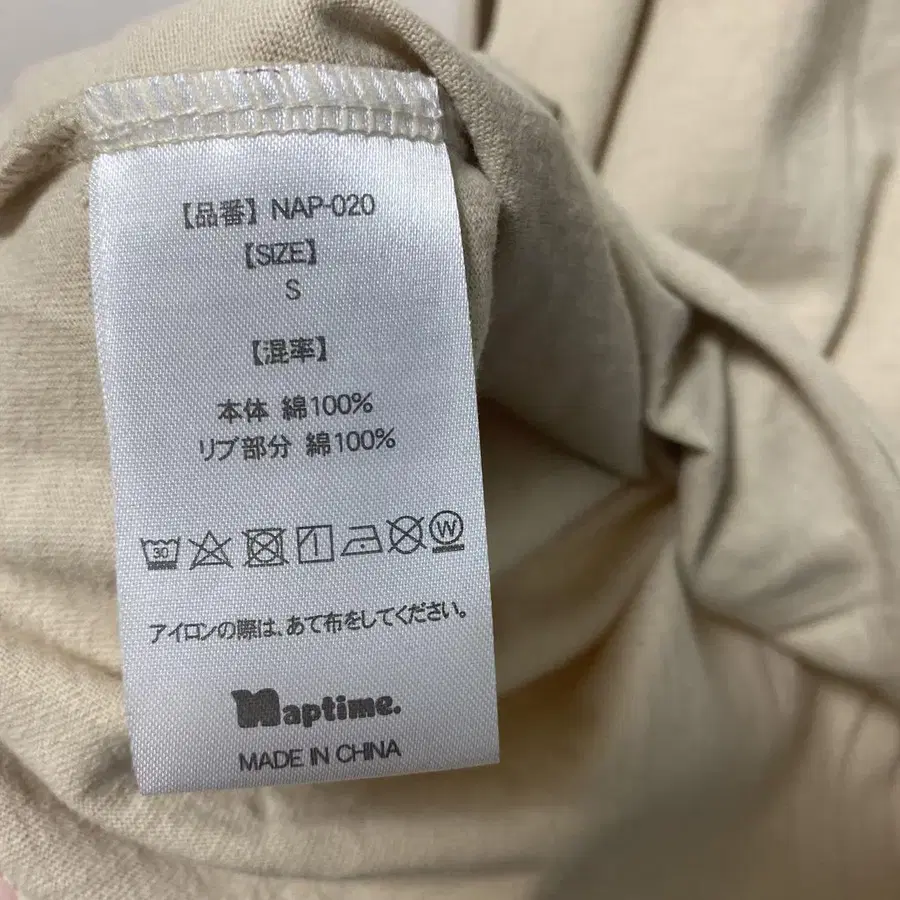 【品番】 NAP-020
【SIZE】
S
【混率】
本体 綿100%
リブ部分 綿100%
30 W
アイロンの際は、あて布をしてください。
Naptime.
MADE IN CHINA